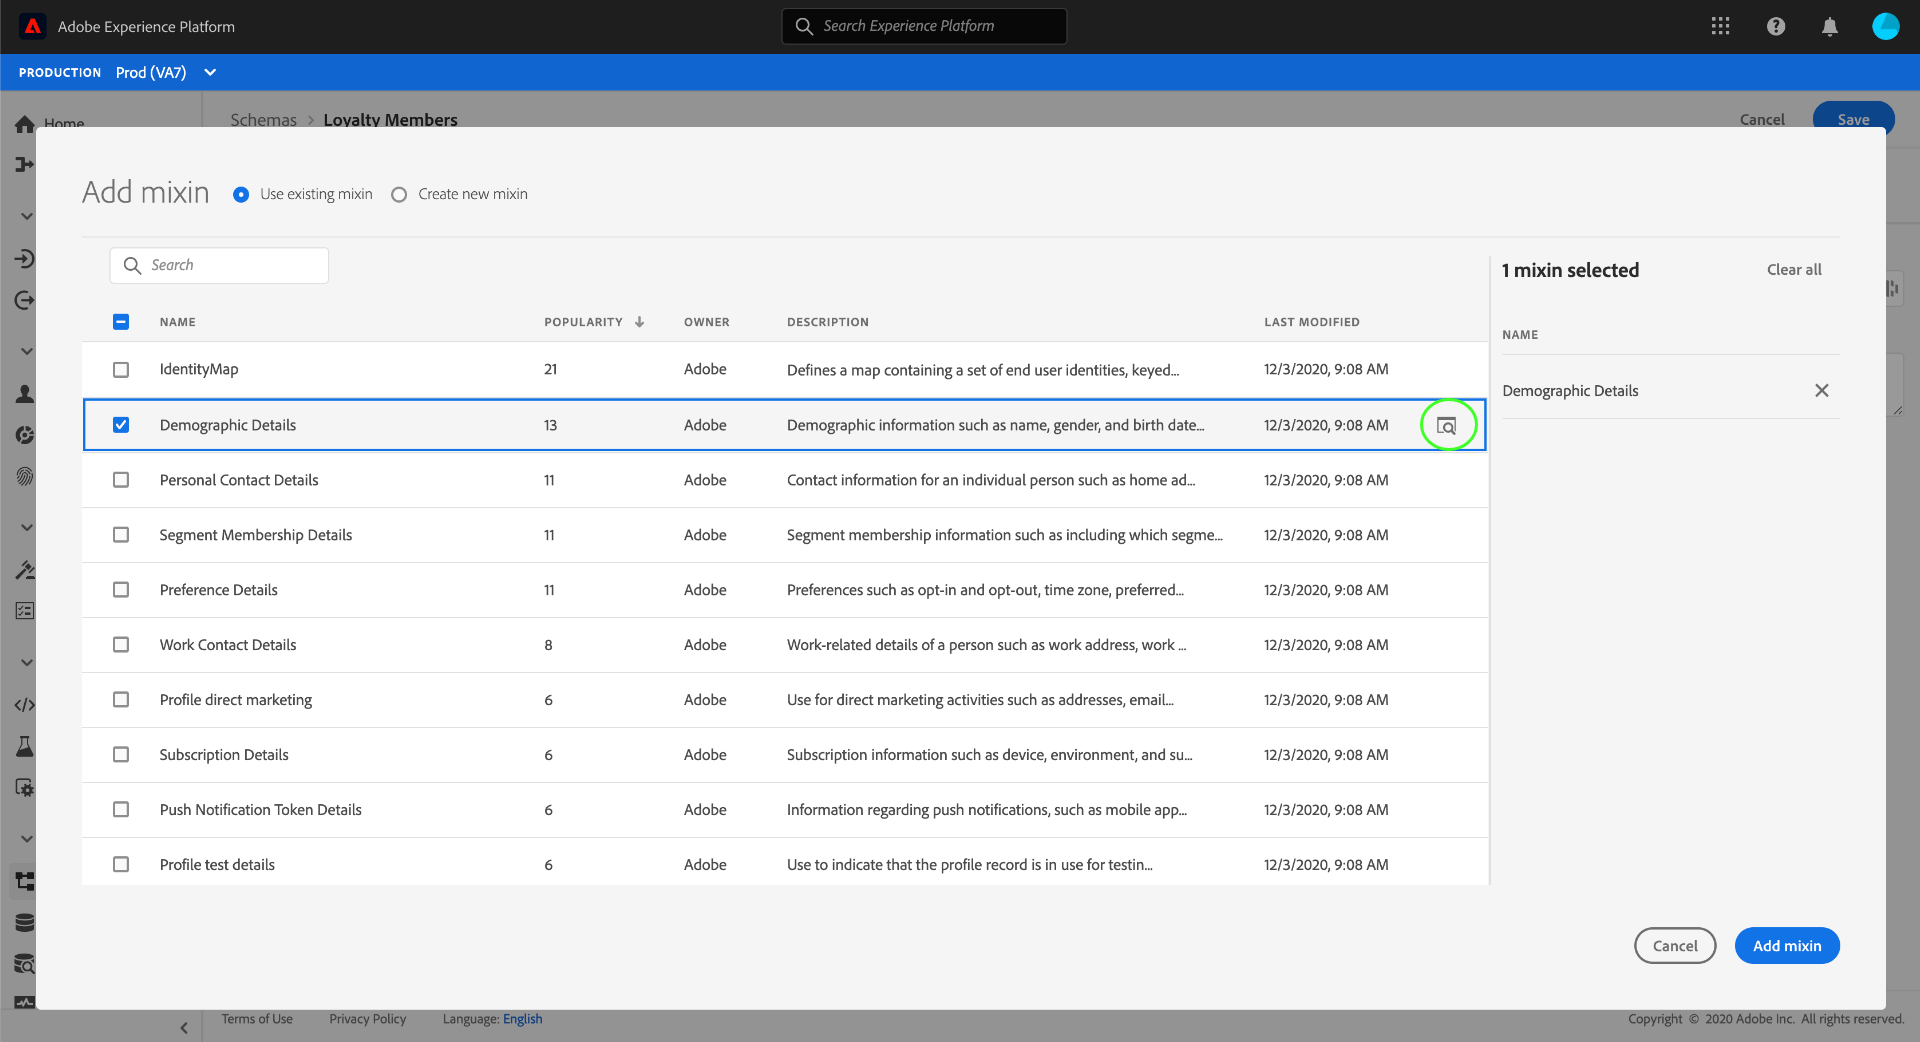 Adobe Experience Platform
Search Experience Platform
PRODUCTION Prod (VA7)
Home
Schemas > Loyalty Members
Cancel
Save
Add mixin
Use existing mixin
Create new mixin
Search
1 mixin selected
Clear all
NAME POPULARITY OWNER DESCRIPTION LAST MODIFIED
NAME
IdentityMap 21 Adobe Defines a map containing a set of end user identities, keyed... 12/3/2020, 9:08 AM
Demographic Details 13 Adobe Demographic information such as name, gender, and birth date... 12/3/2020, 9:08 AM
Demographic Details
Personal Contact Details 11 Adobe Contact information for an individual person such as home ad... 12/3/2020, 9:08 AM
Segment Membership Details 11 Adobe Segment membership information such as including which segme... 12/3/2020, 9:08 AM
Preference Details 11 Adobe Preferences such as opt-in and opt-out, time zone, preferred... 12/3/2020, 9:08 AM
Work Contact Details 8 Adobe Work-related details of a person such as work address, work ... 12/3/2020, 9:08 AM
Profile direct marketing 6 Adobe Use for direct marketing activities such as addresses, email... 12/3/2020, 9:08 AM
Subscription Details 6 Adobe Subscription information such as device, environment, and su... 12/3/2020, 9:08 AM
Push Notification Token Details 6 Adobe Information regarding push notifications, such as mobile app... 12/3/2020, 9:08 AM
Profile test details 6 Adobe Use to indicate that the profile record is in use for testin... 12/3/2020, 9:08 AM
Cancel
Add mixin
Terms of Use Privacy Policy Language: English
Copyright © 2020 Adobe Inc. All rights reserved.